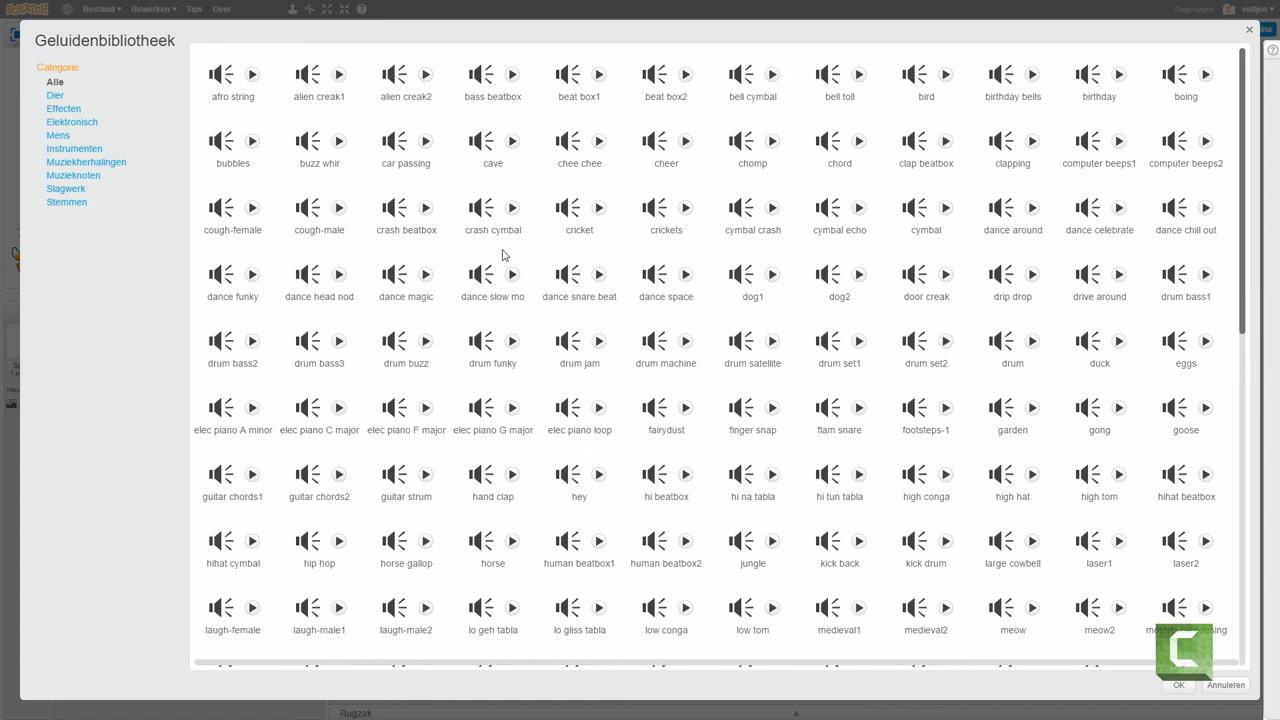 SCRATCH Bestand Bewerken Tips Over Opgeslagen
Geluidenbibliotheek
Categorie
Alle
Dier
Effecten
Elektronisch
Mens
Instrumenten
Muziekherhalingen
Muzieknoten
Slagwerk
Stemmen
afro string alien creak1 alien creak2 bass beatbox beat box1 beat box2 bell cymbal bell toll bird birthday bells birthday boing
bubbles buzz whir car passing cave chee chee cheer chomp chord clap beatbox clapping computer beeps1 computer beeps2
cough-female cough-male crash beatbox crash cymbal cricket crickets cymbal crash cymbal echo cymbal dance around dance celebrate dance chill out
dance funky dance head nod dance magic dance slow mo dance snare beat dance space dog1 dog2 door creak drip drop drive around drum bass1
drum bass2 drum bass3 drum buzz drum funky drum jam drum machine drum satellite drum set1 drum set2 drum duck eggs
elec piano A minor elec piano C major elec piano F major elec piano G major elec piano loop fairydust finger snap flam snare footsteps-1 garden gong goose
guitar chords1 guitar chords2 guitar strum hand clap hey hi beatbox hi na tabla hi tun tabla high conga high hat high tom hihat beatbox
hihat cymbal hip hop horse gallop horse human beatbox1 human beatbox2 jungle kick back kick drum large cowbell laser1 laser2
laugh-female laugh-male1 laugh-male2 lo geh tabla lo gliss tabla low conga low tom medieval1 medieval2 meow meow2 motorcycle passing
OK Annuleren
Rugzak